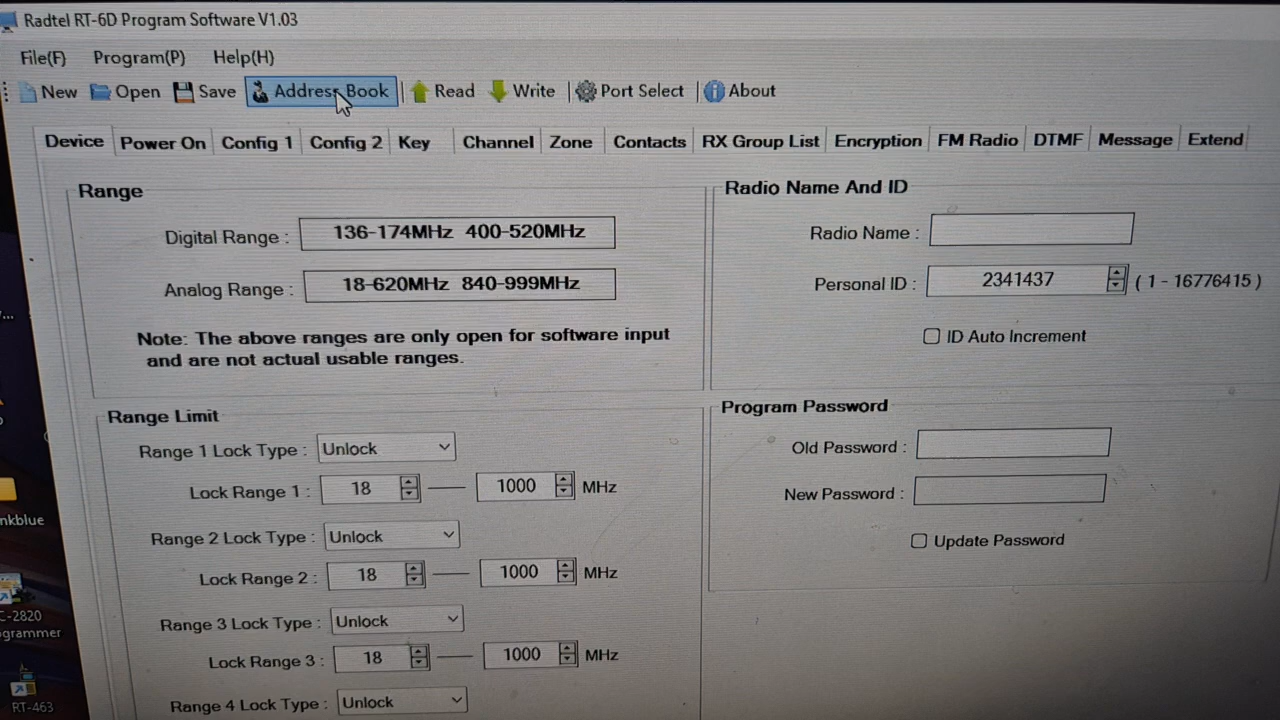 Radtel RT-6D Program Software V1.03
File(F) Program(P) Help(H)
New Open Save Address Book Read Write Port Select About
Device Power On Config 1 Config 2 Key Channel Zone Contacts RX Group List Encryption FM Radio DTMF Message Extend
Range
Digital Range : 136-174MHz 400-520MHz
Analog Range : 18-620MHz 840-999MHz
Note: The above ranges are only open for software input
and are not actual usable ranges.
Radio Name And ID
Radio Name :
Personal ID : 2341437 ( 1 - 16776415 )
ID Auto Increment
Range Limit
Range 1 Lock Type : Unlock
Lock Range 1 : 18 1000 MHz
Range 2 Lock Type : Unlock
Lock Range 2 : 18 1000 MHz
Range 3 Lock Type : Unlock
Lock Range 3 : 18 1000 MHz
Range 4 Lock Type : Unlock
Program Password
Old Password :
New Password :
Update Password
nkblue
C-2820
ogrammer
RT-463